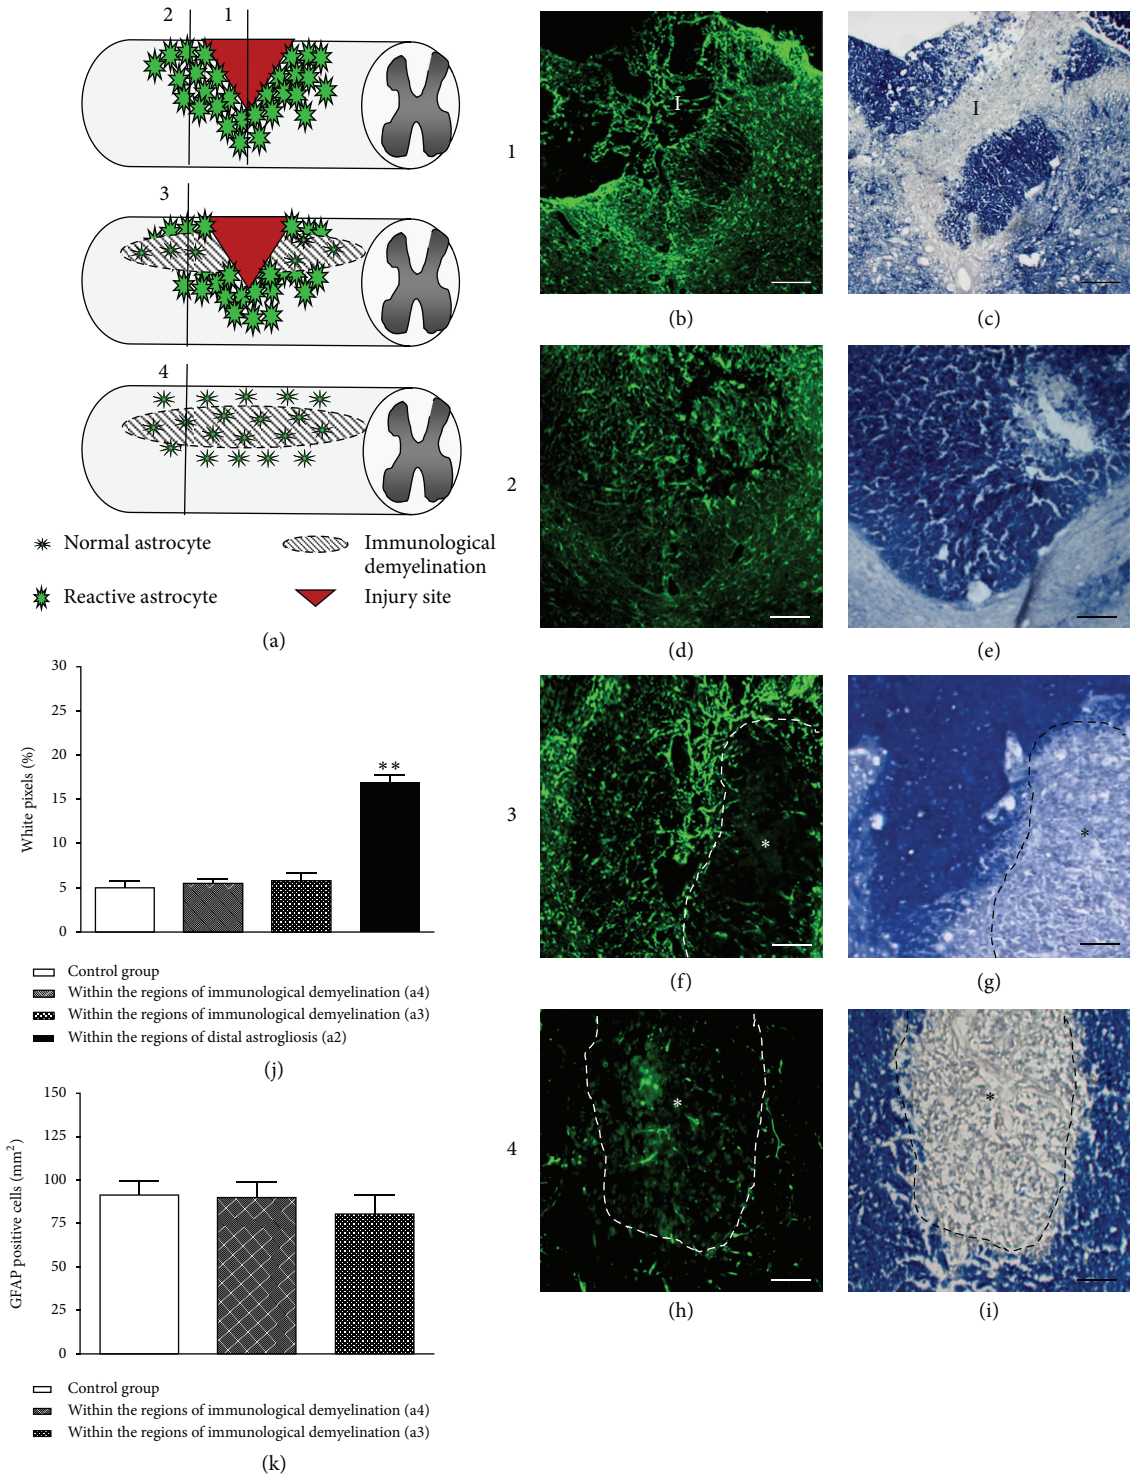 2
1
3
4
Normal astrocyte
Immunological
demyelination
Reactive astrocyte
Injury site
(a)
1
I
(b)
I
(c)
2
(d)
(e)
3
*
(f)
*
(g)
4
*
(h)
*
(i)
White pixels (%)
30
25
20
15
10
5
0
**
Control group
Within the regions of immunological demyelination (a4)
Within the regions of immunological demyelination (a3)
Within the regions of distal astrogliosis (a2)
(j)
GFAP positive cells (mm²)
150
125
100
75
50
25
0
Control group
Within the regions of immunological demyelination (a4)
Within the regions of immunological demyelination (a3)
(k)